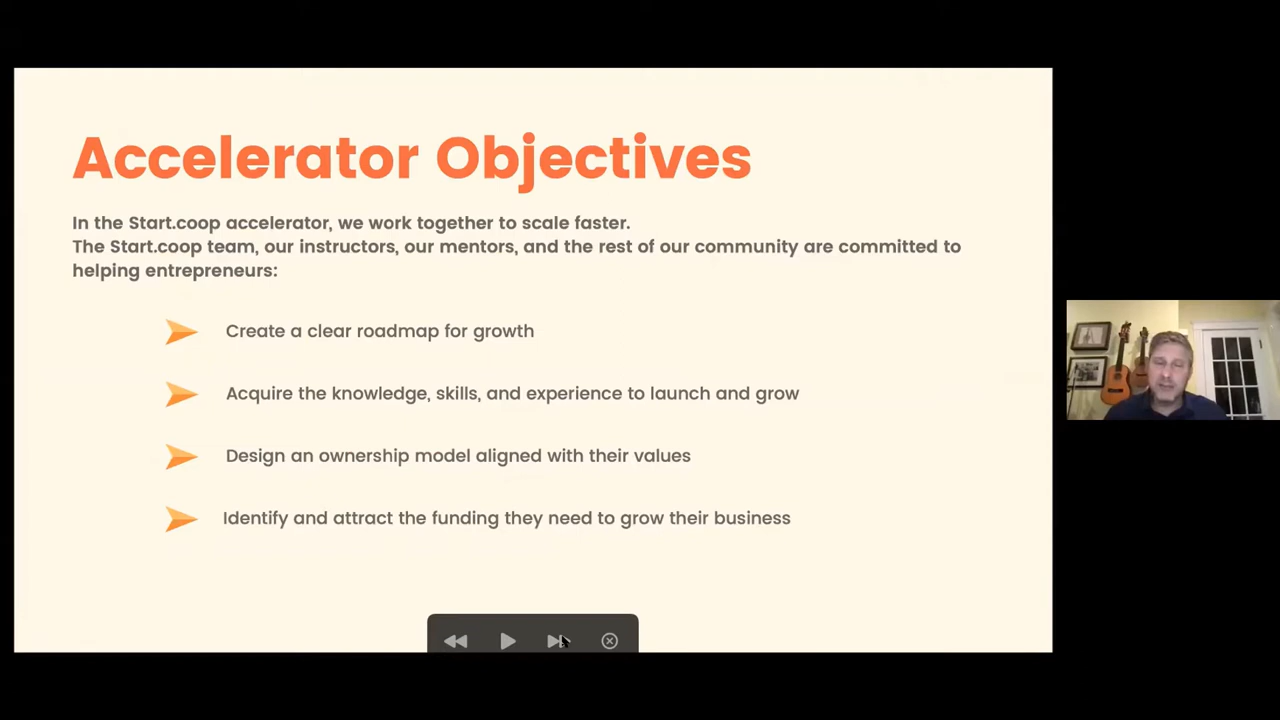 Accelerator Objectives
In the Start.coop accelerator, we work together to scale faster.
The Start.coop team, our instructors, our mentors, and the rest of our community are committed to
helping entrepreneurs:
Create a clear roadmap for growth
Acquire the knowledge, skills, and experience to launch and grow
Design an ownership model aligned with their values
Identify and attract the funding they need to grow their business